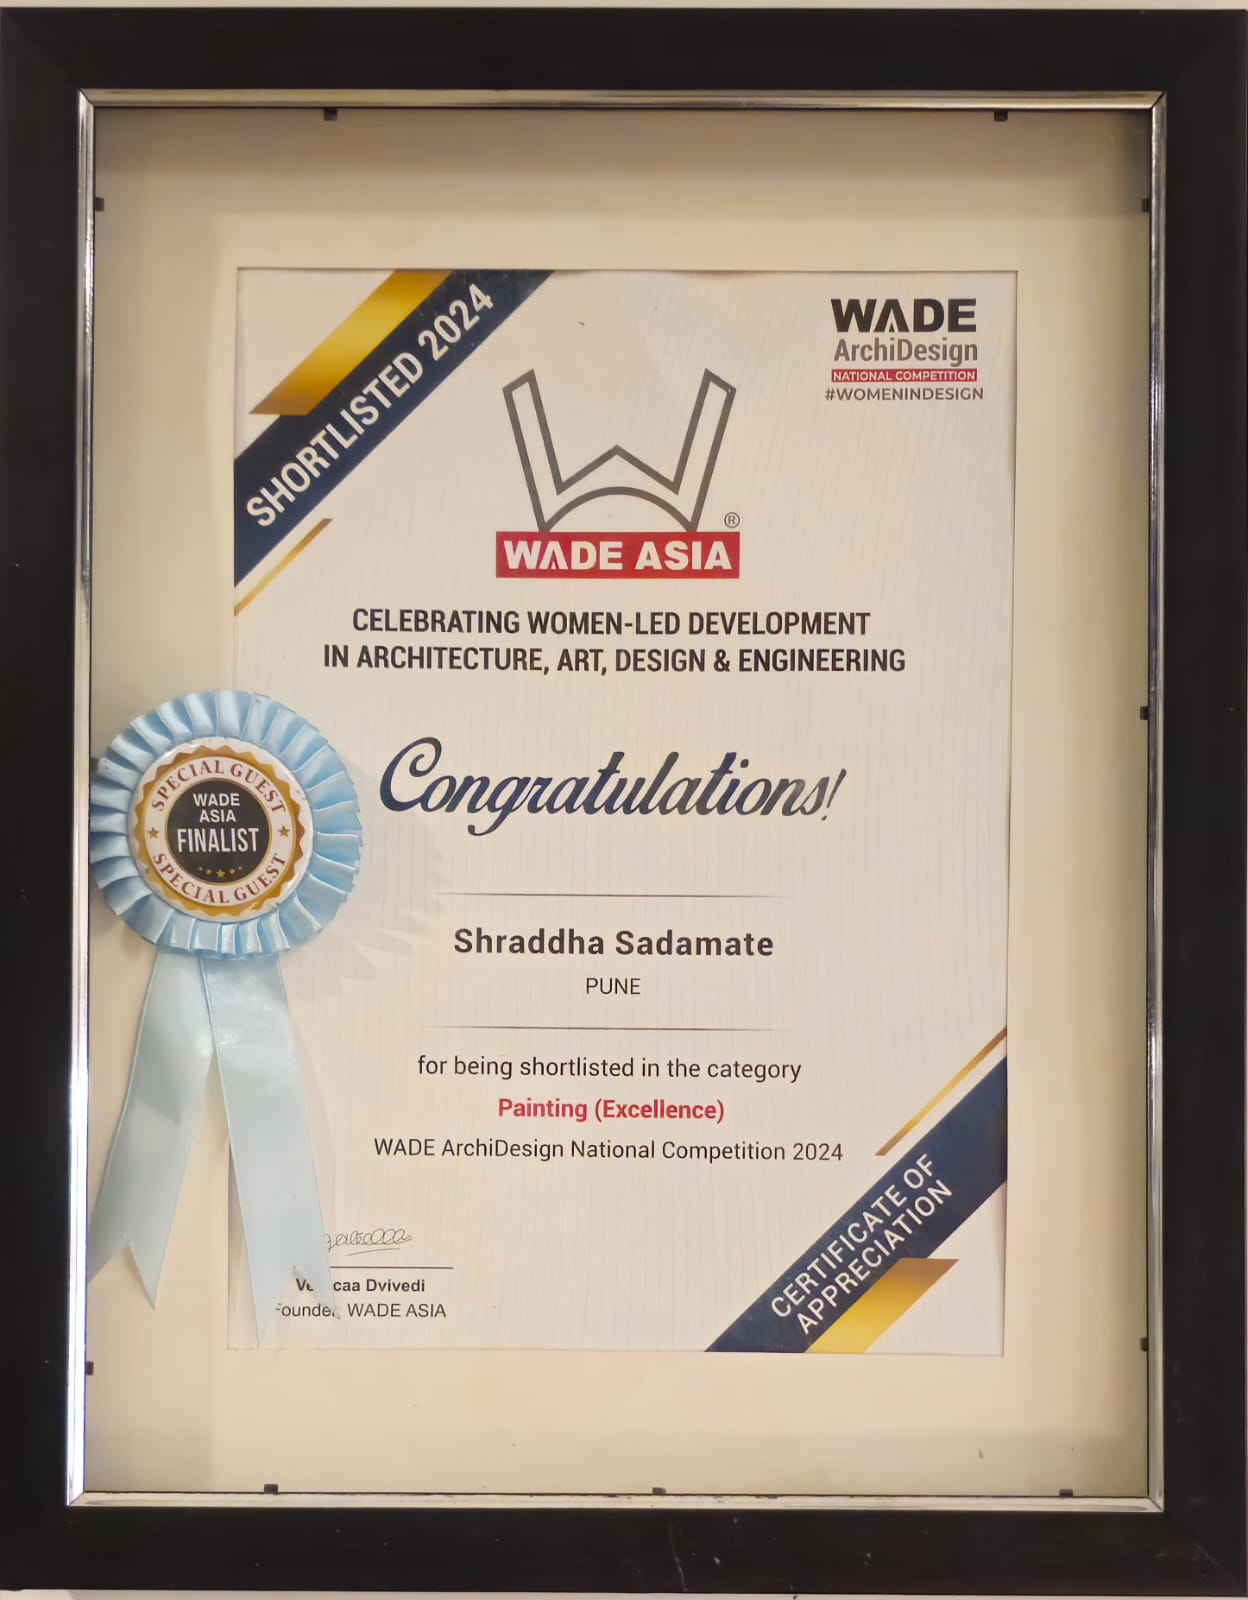 SHORTLISTED 2024
WADE
ArchiDesign
NATIONAL COMPETITION
#WOMENINDESIGN
®
WADE ASIA
CELEBRATING WOMEN-LED DEVELOPMENT
IN ARCHITECTURE, ART, DESIGN & ENGINEERING
Congratulations!
SPECIAL GUEST
WADE
ASIA
FINALIST
SPECIAL GUEST
Shraddha Sadamate
PUNE
for being shortlisted in the category
Painting (Excellence)
WADE ArchiDesign National Competition 2024
Dvivedi
WADE ASIA
CERTIFICATE OF
APPRECIATION